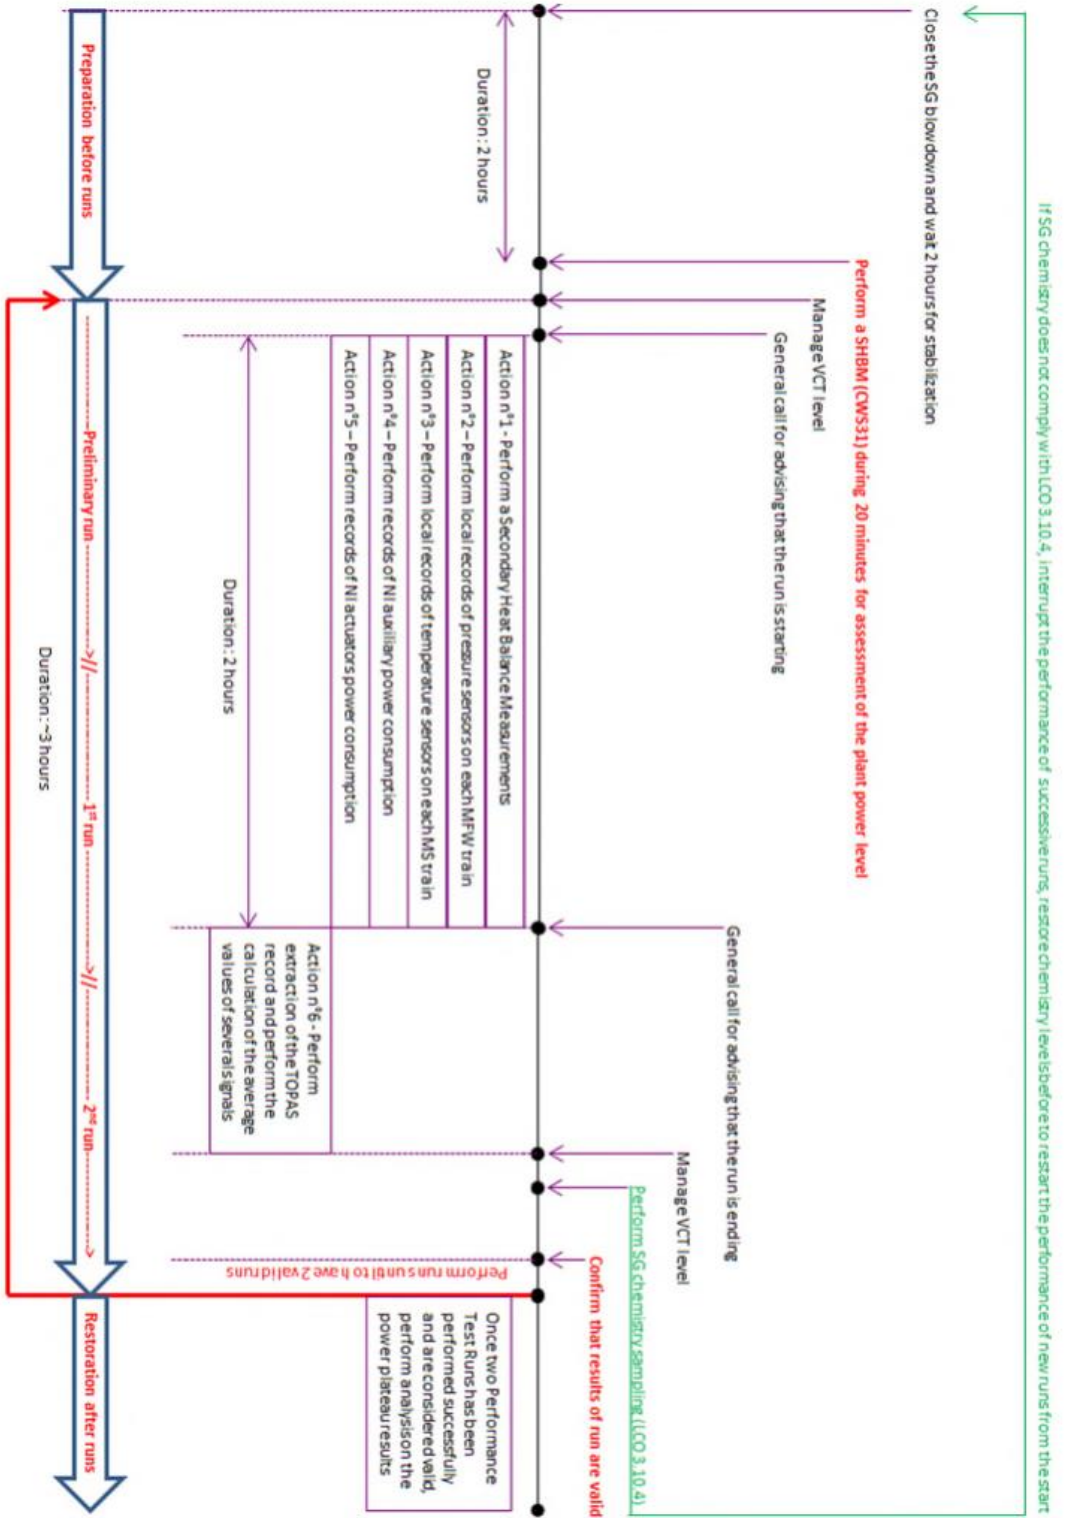 If SG chemistry does not comply with LCO 3.10.4, interrupt the performance of successive runs, restore chemistry levels before to restart the performance of new runs from the start
Close the SG blowdown and wait 2 hours for stabilization
Perform a SHBM (CWS31) during 20 minutes for assessment of the plant power level
Manage VCT level
General call for advising that the run is starting
General call for advising that the run is ending
Manage VCT level
Perform SG chemistry sampling (LCO 3.10.4)
Confirm that results of run are valid
Duration : 2 hours
Action n°1 - Perform a Secondary Heat Balance Measurements
Action n°2 – Perform local records of pressure sensors on each MFW train
Action n°3 – Perform local records of temperature sensors on each MS train
Action n°4 – Perform records of NI auxiliary power consumption
Action n°5 – Perform records of NI actuators power consumption
Duration : 2 hours
Action n°6 - Perform
extraction of the TOPAS
record and perform the
calculation of the average
values of several signals
Perform runs until to have 2 valid runs
Once two Performance
Test Runs has been
performed successfully
and are considered valid,
perform analysis on the
power plateau results
Preparation before runs
Preliminary run
1st run
2nd run
Restoration after runs
Duration : ~3 hours